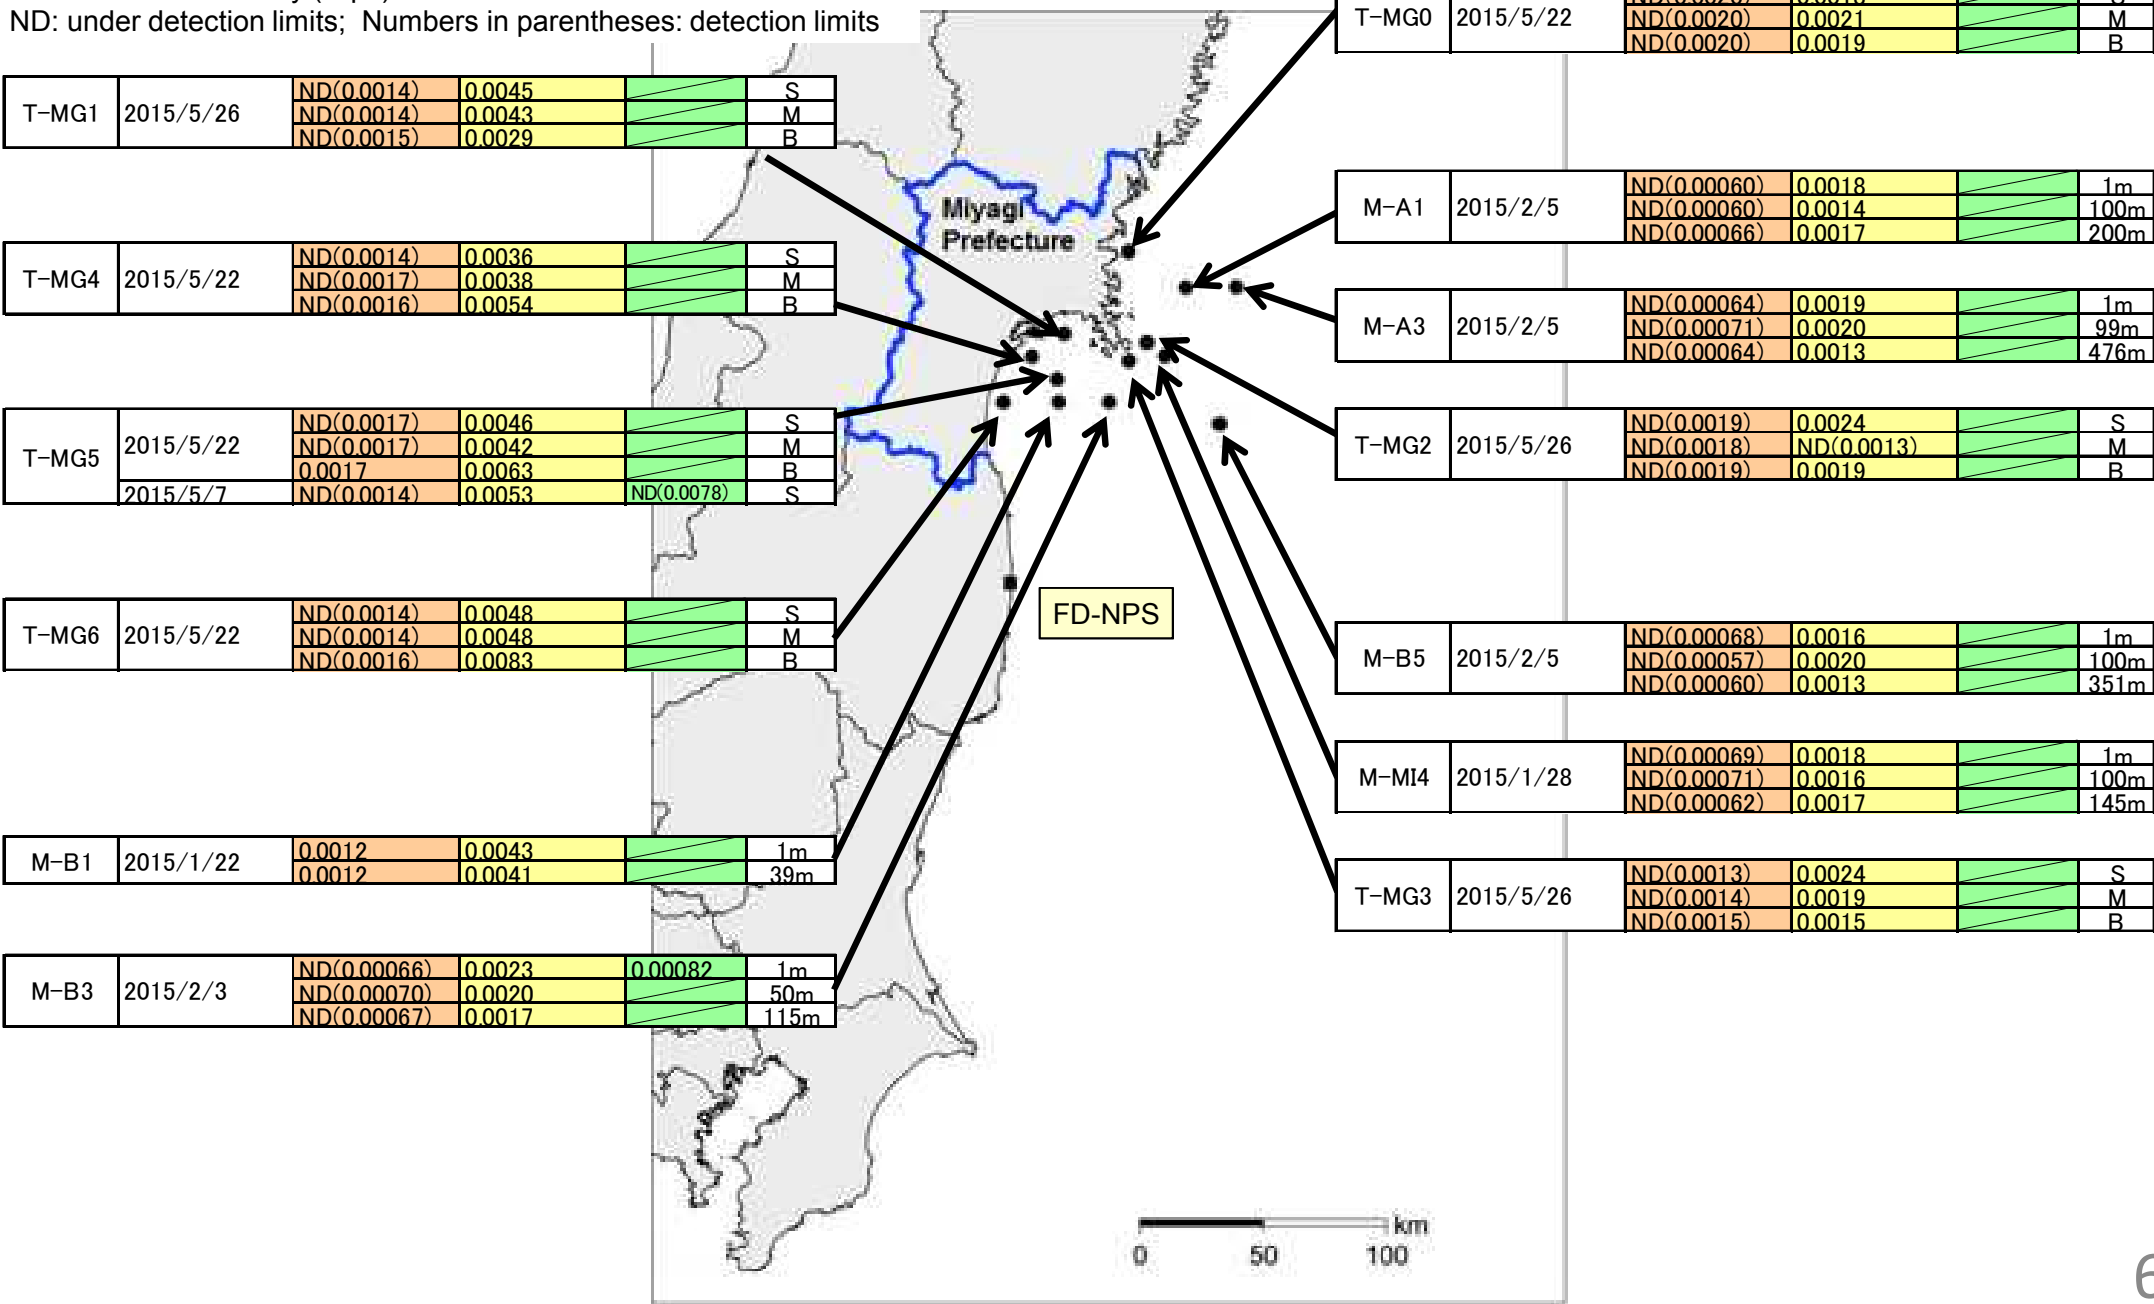 ND: under detection limits; Numbers in parentheses: detection limits
T-MG0 2015/5/22
ND(0.0020) 0.0021 M
ND(0.0020) 0.0019 B
T-MG1 2015/5/26
ND(0.0014) 0.0045 S
ND(0.0014) 0.0043 M
ND(0.0015) 0.0029 B
T-MG4 2015/5/22
ND(0.0014) 0.0036 S
ND(0.0017) 0.0038 M
ND(0.0016) 0.0054 B
T-MG5 2015/5/22
ND(0.0017) 0.0046 S
ND(0.0017) 0.0042 M
0.0017 0.0063 B
2015/5/7 ND(0.0014) 0.0053 ND(0.0078) S
T-MG6 2015/5/22
ND(0.0014) 0.0048 S
ND(0.0014) 0.0048 M
ND(0.0016) 0.0083 B
M-B1 2015/1/22
0.0012 0.0043 1m
0.0012 0.0041 39m
M-B3 2015/2/3
ND(0.00066) 0.0023 0.00082 1m
ND(0.00070) 0.0020 50m
ND(0.00067) 0.0017 115m
Miyagi
Prefecture
FD-NPS
M-A1 2015/2/5
ND(0.00060) 0.0018 1m
ND(0.00060) 0.0014 100m
ND(0.00066) 0.0017 200m
M-A3 2015/2/5
ND(0.00064) 0.0019 1m
ND(0.00071) 0.0020 99m
ND(0.00064) 0.0013 476m
T-MG2 2015/5/26
ND(0.0019) 0.0024 S
ND(0.0018) ND(0.0013) M
ND(0.0019) 0.0019 B
M-B5 2015/2/5
ND(0.00068) 0.0016 1m
ND(0.00057) 0.0020 100m
ND(0.00060) 0.0013 351m
M-MI4 2015/1/28
ND(0.00069) 0.0018 1m
ND(0.00071) 0.0016 100m
ND(0.00062) 0.0017 145m
T-MG3 2015/5/26
ND(0.0013) 0.0024 S
ND(0.0014) 0.0019 M
ND(0.0015) 0.0015 B
km
0 50 100
6